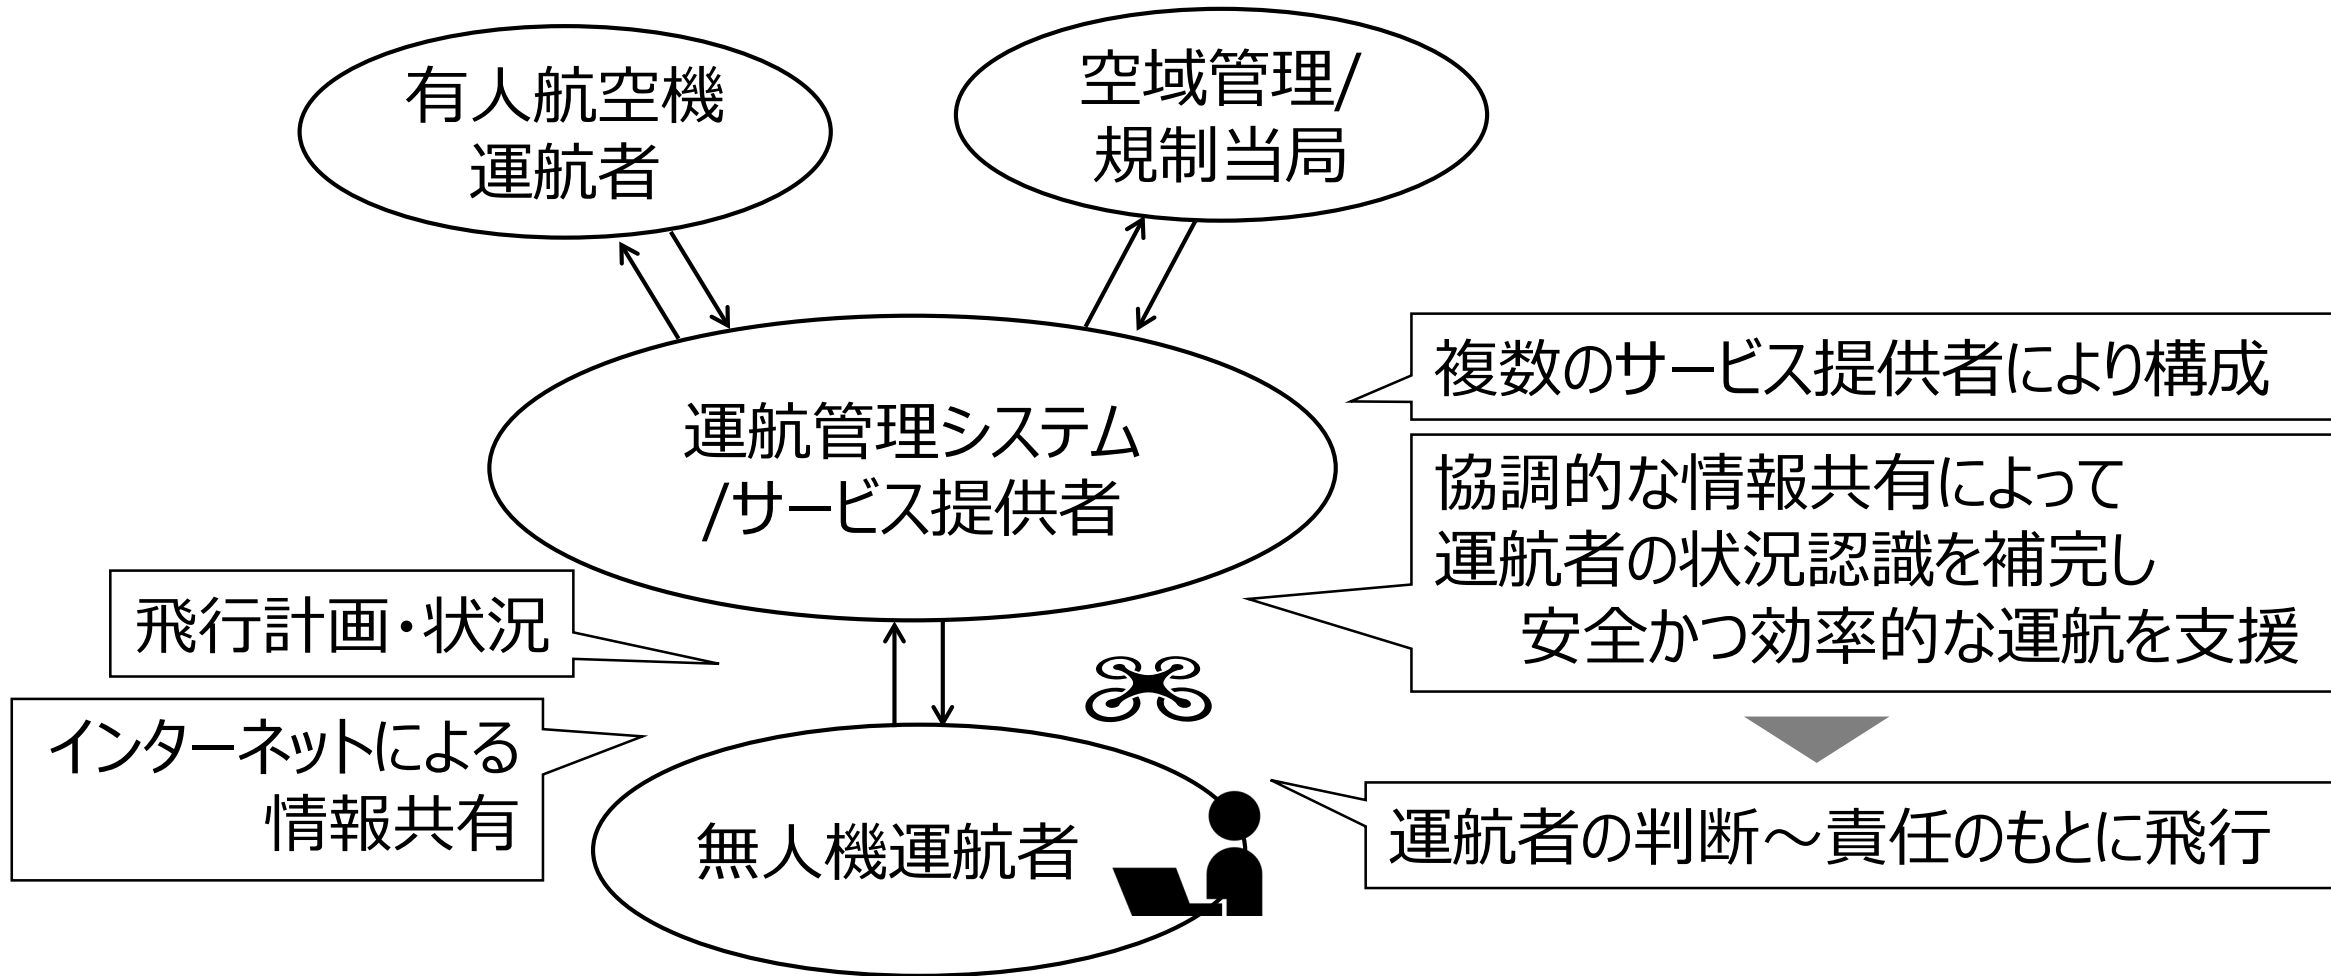 有人航空機
運航者
空域管理/
規制当局
運航管理システム
/サービス提供者
複数のサービス提供者により構成
協調的な情報共有によって
運航者の状況認識を補完し
安全かつ効率的な運航を支援
飛行計画・状況
インターネットによる
情報共有
無人機運航者
運航者の判断～責任のもとに飛行